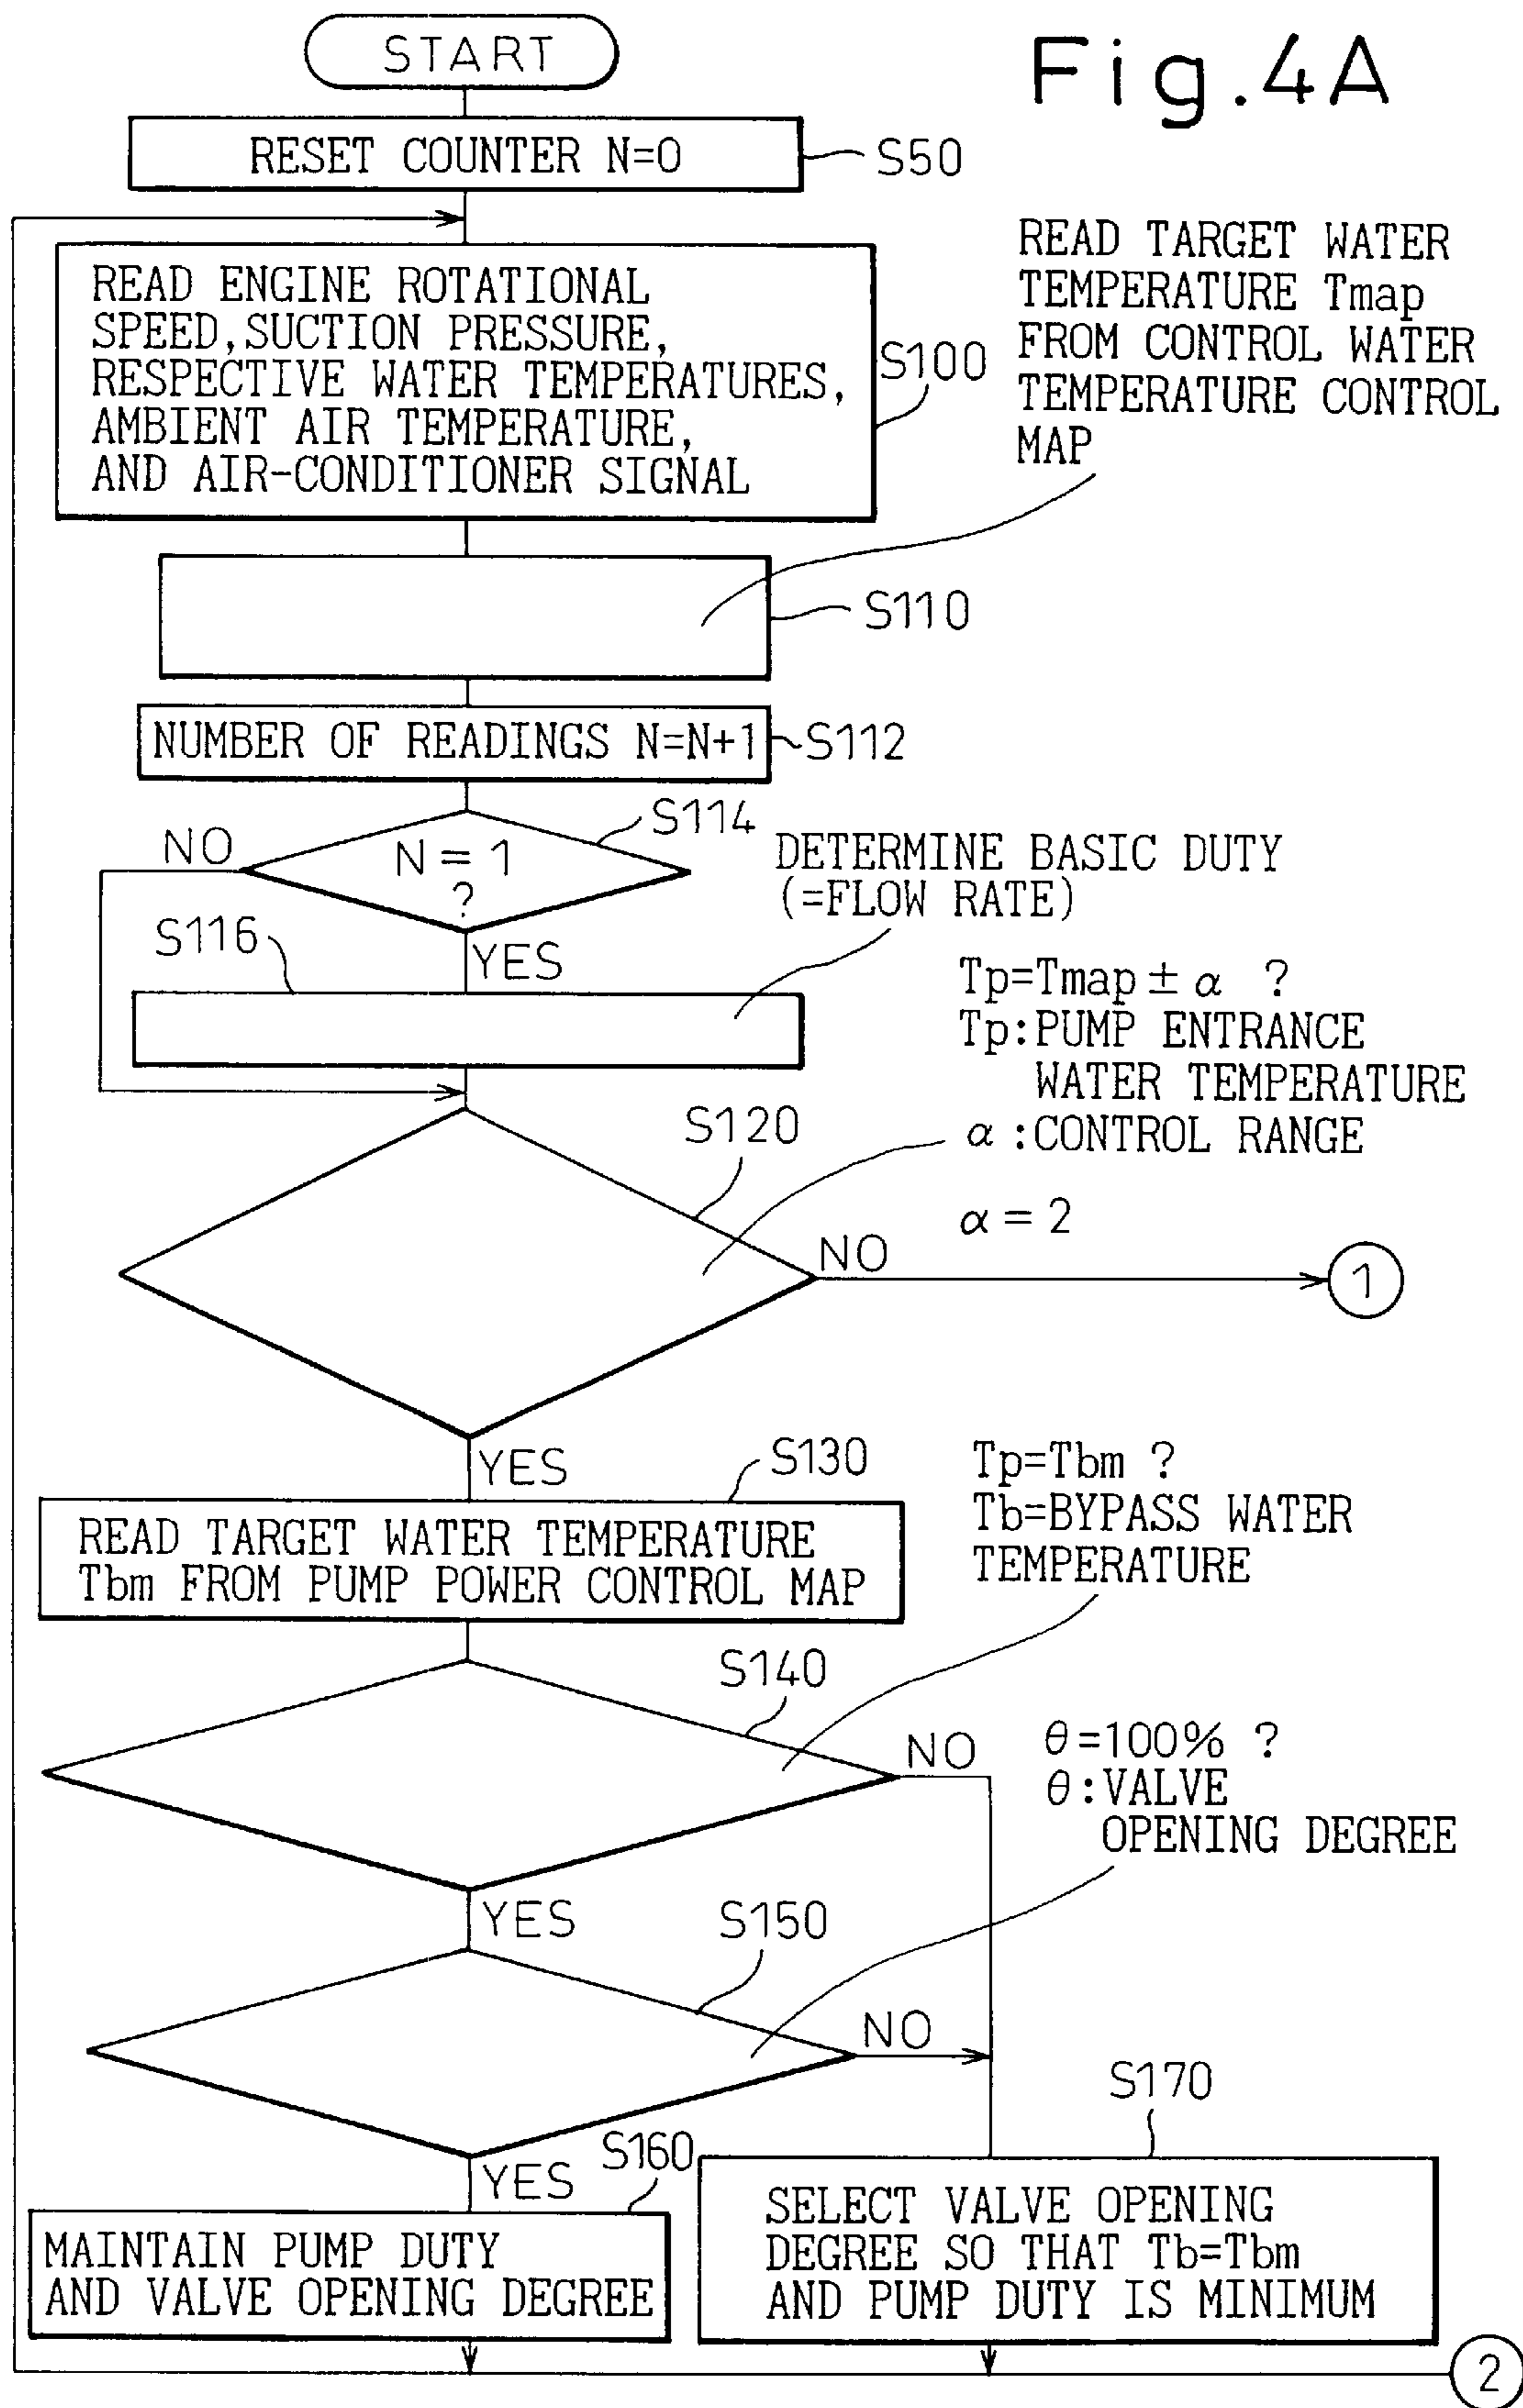 Fig.4A
START
RESET COUNTER N=0
S50
READ ENGINE ROTATIONAL
SPEED,SUCTION PRESSURE,
RESPECTIVE WATER TEMPERATURES,
AMBIENT AIR TEMPERATURE,
AND AIR-CONDITIONER SIGNAL
S100
READ TARGET WATER
TEMPERATURE Tmap
FROM CONTROL WATER
TEMPERATURE CONTROL
MAP
S110
NUMBER OF READINGS N=N+1
S112
S114
N=1
?
NO
YES
DETERMINE BASIC DUTY
(=FLOW RATE)
S116
Tp=Tmap±α ?
Tp:PUMP ENTRANCE
WATER TEMPERATURE
α:CONTROL RANGE
α=2
S120
NO
1
YES
S130
READ TARGET WATER TEMPERATURE
Tbm FROM PUMP POWER CONTROL MAP
Tp=Tbm ?
Tb=BYPASS WATER
TEMPERATURE
S140
NO
YES
θ=100% ?
θ:VALVE
OPENING DEGREE
S150
NO
YES
S160
MAINTAIN PUMP DUTY
AND VALVE OPENING DEGREE
S170
SELECT VALVE OPENING
DEGREE SO THAT Tb=Tbm
AND PUMP DUTY IS MINIMUM
2